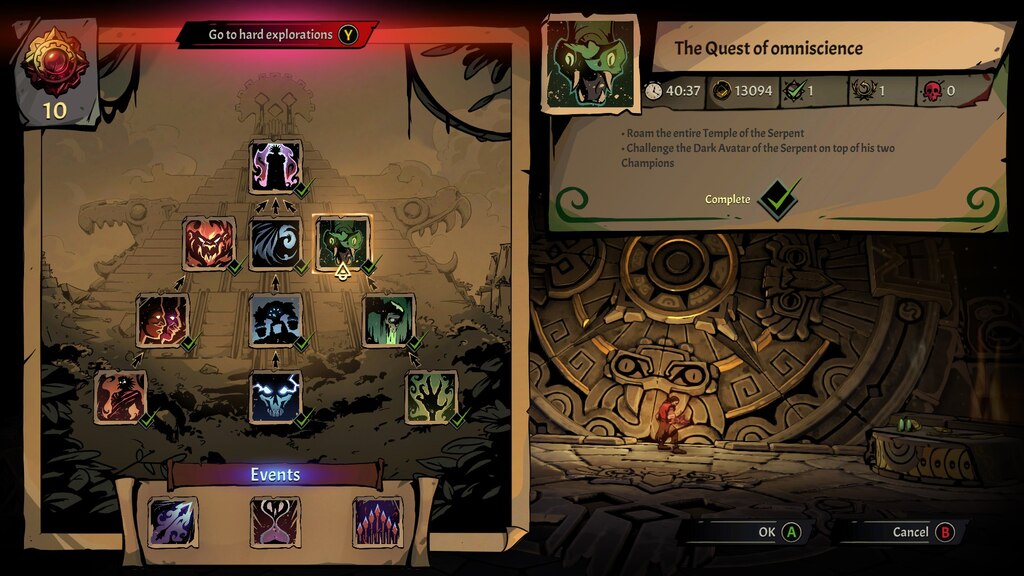 Go to hard explorations Y
10
The Quest of omniscience
40:37 13094 1 1 0
• Roam the entire Temple of the Serpent
• Challenge the Dark Avatar of the Serpent on top of his two
Champions
Complete
Events
OK A Cancel B